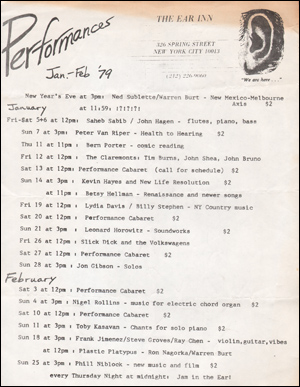 Performances
Jan.-Feb '79
THE EAR INN
326 SPRING STREET
NEW YORK CITY 10013
(212) 226-9060
"We are here . . ."
New Year's Eve at 3pm: Ned Sublette/Warren Burt - New Mexico-Melbourne
Axis $2
January at 11:59, !?!?!?!
Fri-Sat 5+6 at 12pm: Saheb Sahib / John Hagen - flutes, piano, bass
Sun 7 at 3pm: Peter Van Riper - Health to Hearing $2
Thu 11 at 11pm : Bern Porter - comic reading
Fri 12 at 12pm : The Claremonts: Tim Burns, John Shea, John Bruno
Sat 13 at 12pm: Performance Cabaret (call for schedule) $2
Sun 14 at 3pm : Kevin Hayes and New Life Resolution $2
at 11pm : Betsy Hellman - Renaissance and newer songs
Fri 19 at 12pm : Lydia Davis / Billy Stephen - NY Country music
Sat 20 at 12pm : Performance Cabaret $2
Sun 21 at 3pm : Leonard Horowitz - Soundworks $2
Fri 26 at 12pm : Slick Dick and the Volkswagens
Sat 27 at 12pm : Performance Cabaret $2
Sun 28 at 3pm : Jon Gibson - Solos
February
Sat 3 at 12pm : Performance Cabaret $2
Sun 4 at 3pm : Nigel Rollins - music for electric chord organ $2
Sat 10 at 12pm : Performance Cabaret $2
Sun 11 at 3pm : Toby Kasavan - Chants for solo piano $2
Sun 18 at 3pm : Frank Jimenez/Steve Groves/Ray Chen - violin,guitar,vibes
at 12pm : Plastic Platypus - Ron Nagorka/Warren Burt
Sun 25 at 3pm : Phill Niblock - new music and film $2
every Thursday Night at midnight: Jam in the Ear!